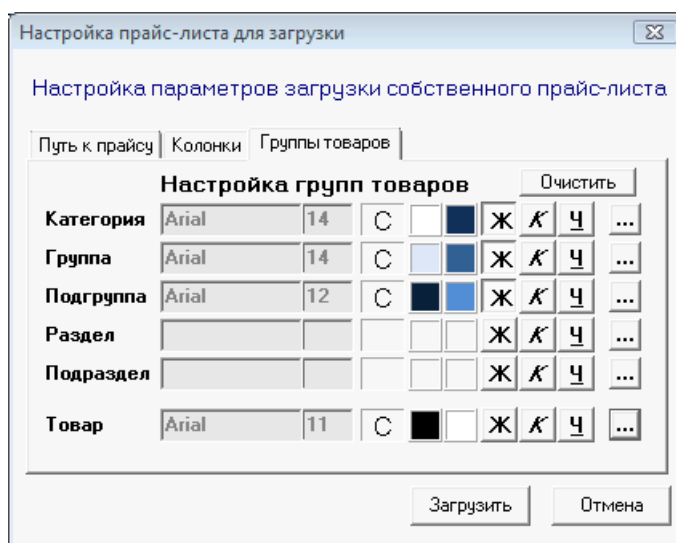 Настройка прайс-листа для загрузки
Настройка параметров загрузки собственного прайс-листа
Путь к прайсу Колонки Группы товаров
Настройка групп товаров Очистить
Категория Arial 14 С Ж К Ч ...
Группа Arial 14 С Ж К Ч ...
Подгруппа Arial 12 С Ж К Ч ...
Раздел Ж К Ч ...
Подраздел Ж К Ч ...
Товар Arial 11 С Ж К Ч ...
Загрузить Отмена